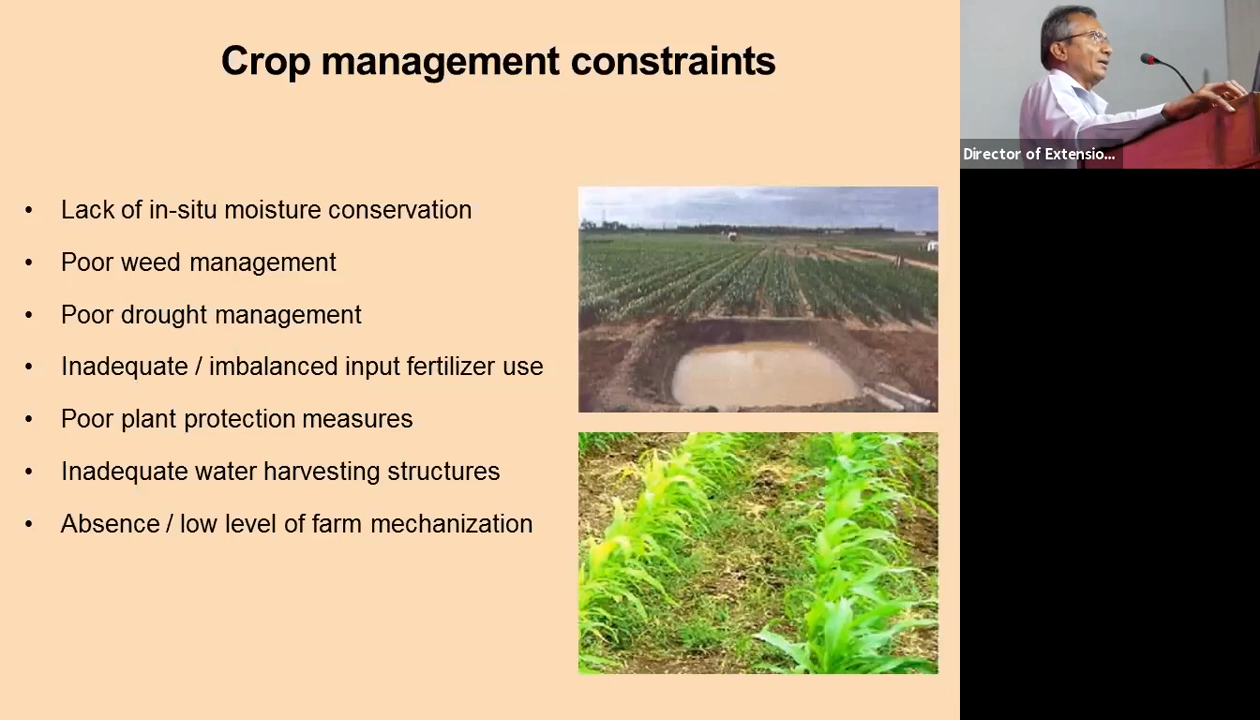 Crop management constraints
Director of Extensio...
• Lack of in-situ moisture conservation
• Poor weed management
• Poor drought management
• Inadequate / imbalanced input fertilizer use
• Poor plant protection measures
• Inadequate water harvesting structures
• Absence / low level of farm mechanization